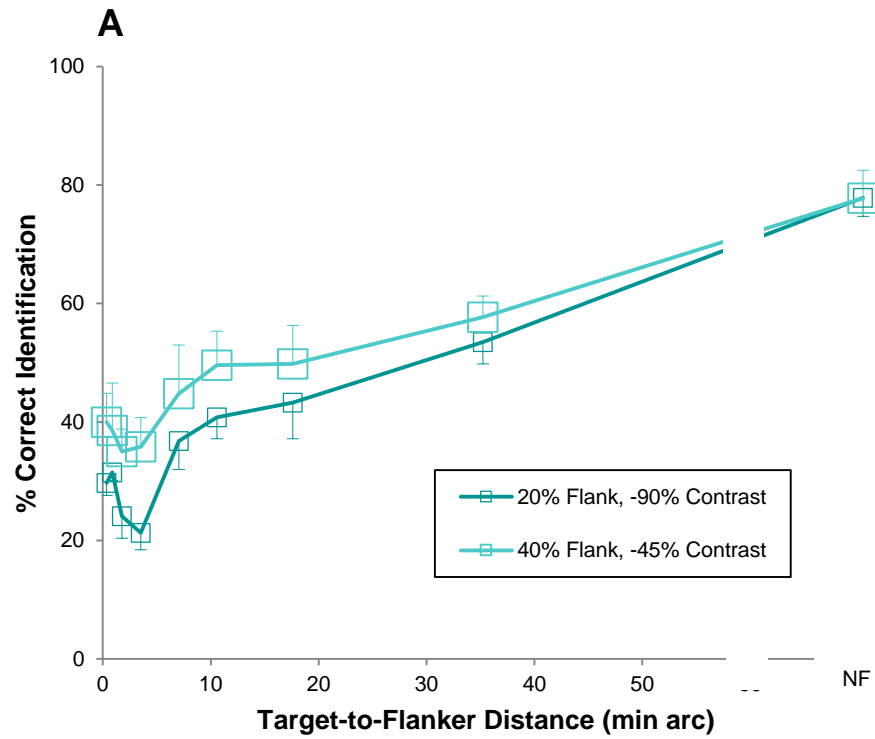 A
100
80
60
40
20
0
% Correct Identification
20% Flank, -90% Contrast
40% Flank, -45% Contrast
0 10 20 30 40 50 NF
Target-to-Flanker Distance (min arc)